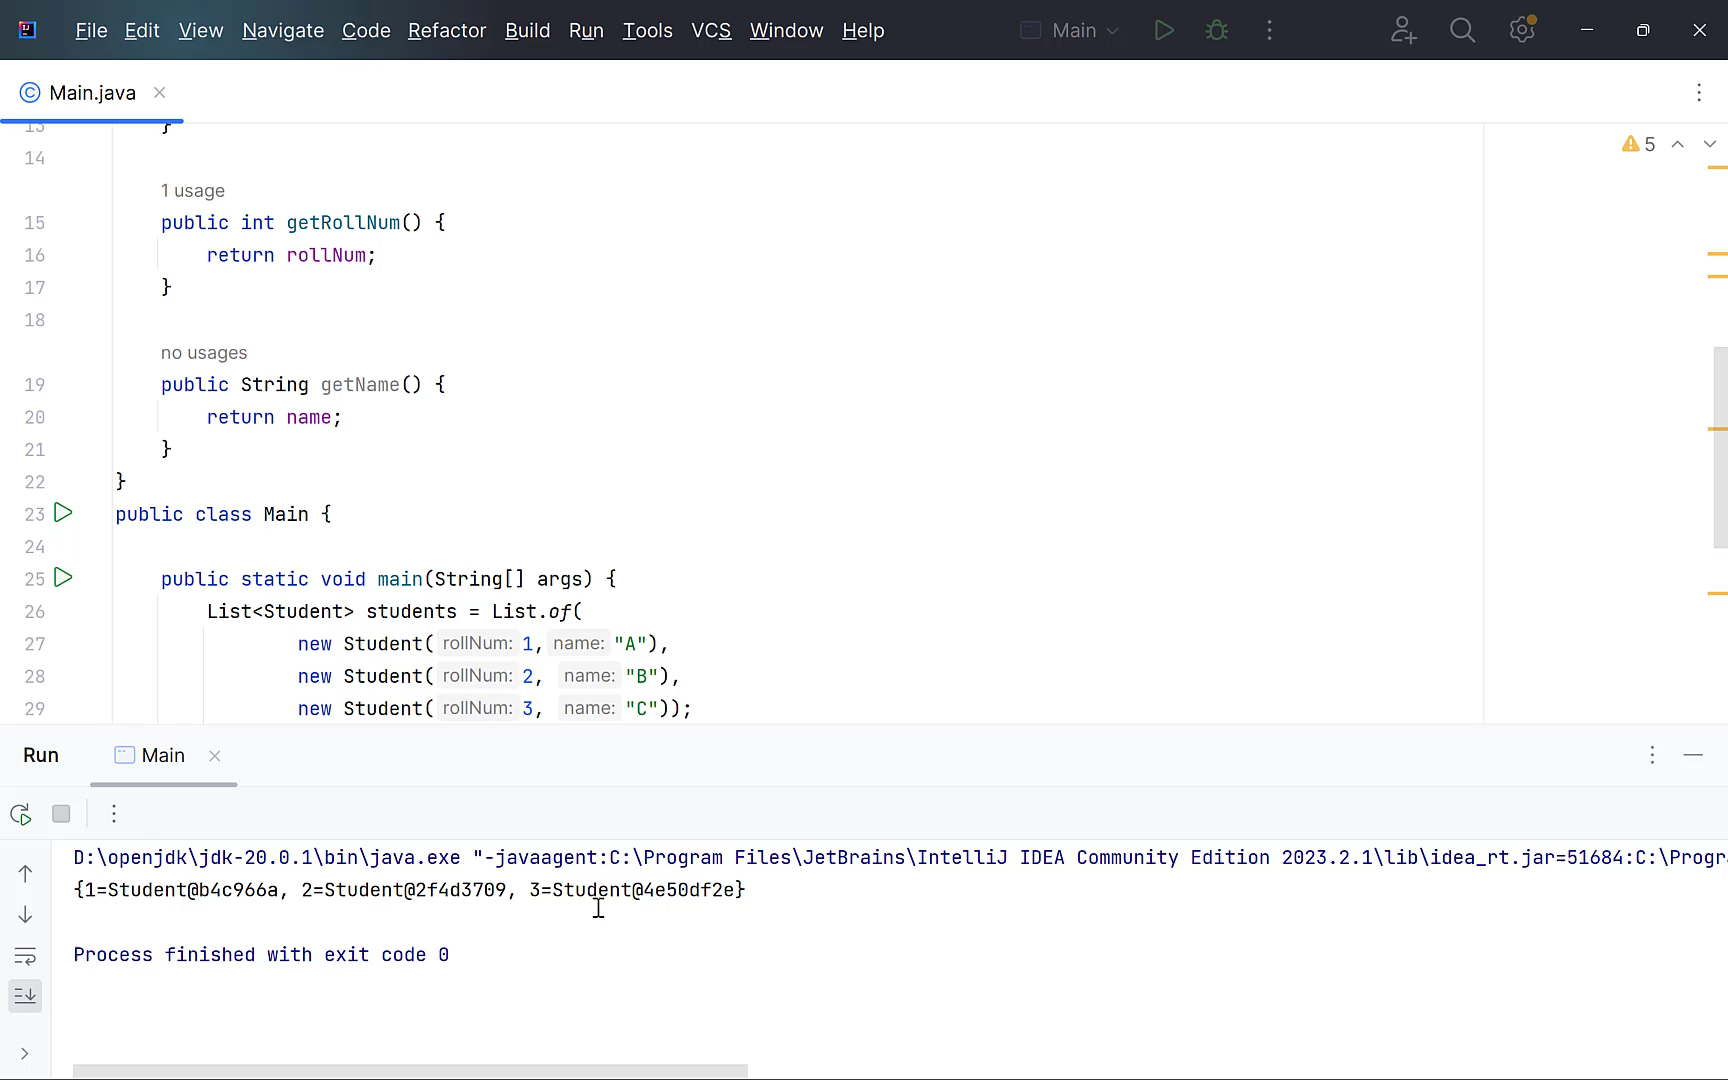 File Edit View Navigate Code Refactor Build Run Tools VCS Window Help Main
Main.java
5
13 }
14
1 usage
15 public int getRollNum() {
16 return rollNum;
17 }
18
no usages
19 public String getName() {
20 return name;
21 }
22 }
23 public class Main {
24
25 public static void main(String[] args) {
26 List<Student> students = List.of(
27 new Student( rollNum: 1, name: "A"),
28 new Student( rollNum: 2, name: "B"),
29 new Student( rollNum: 3, name: "C"));
Run Main
D:\openjdk\jdk-20.0.1\bin\java.exe "-javaagent:C:\Program Files\JetBrains\IntelliJ IDEA Community Edition 2023.2.1\lib\idea_rt.jar=51684:C:\Progr
{1=Student@b4c966a, 2=Student@2f4d3709, 3=Student@4e50df2e}
Process finished with exit code 0